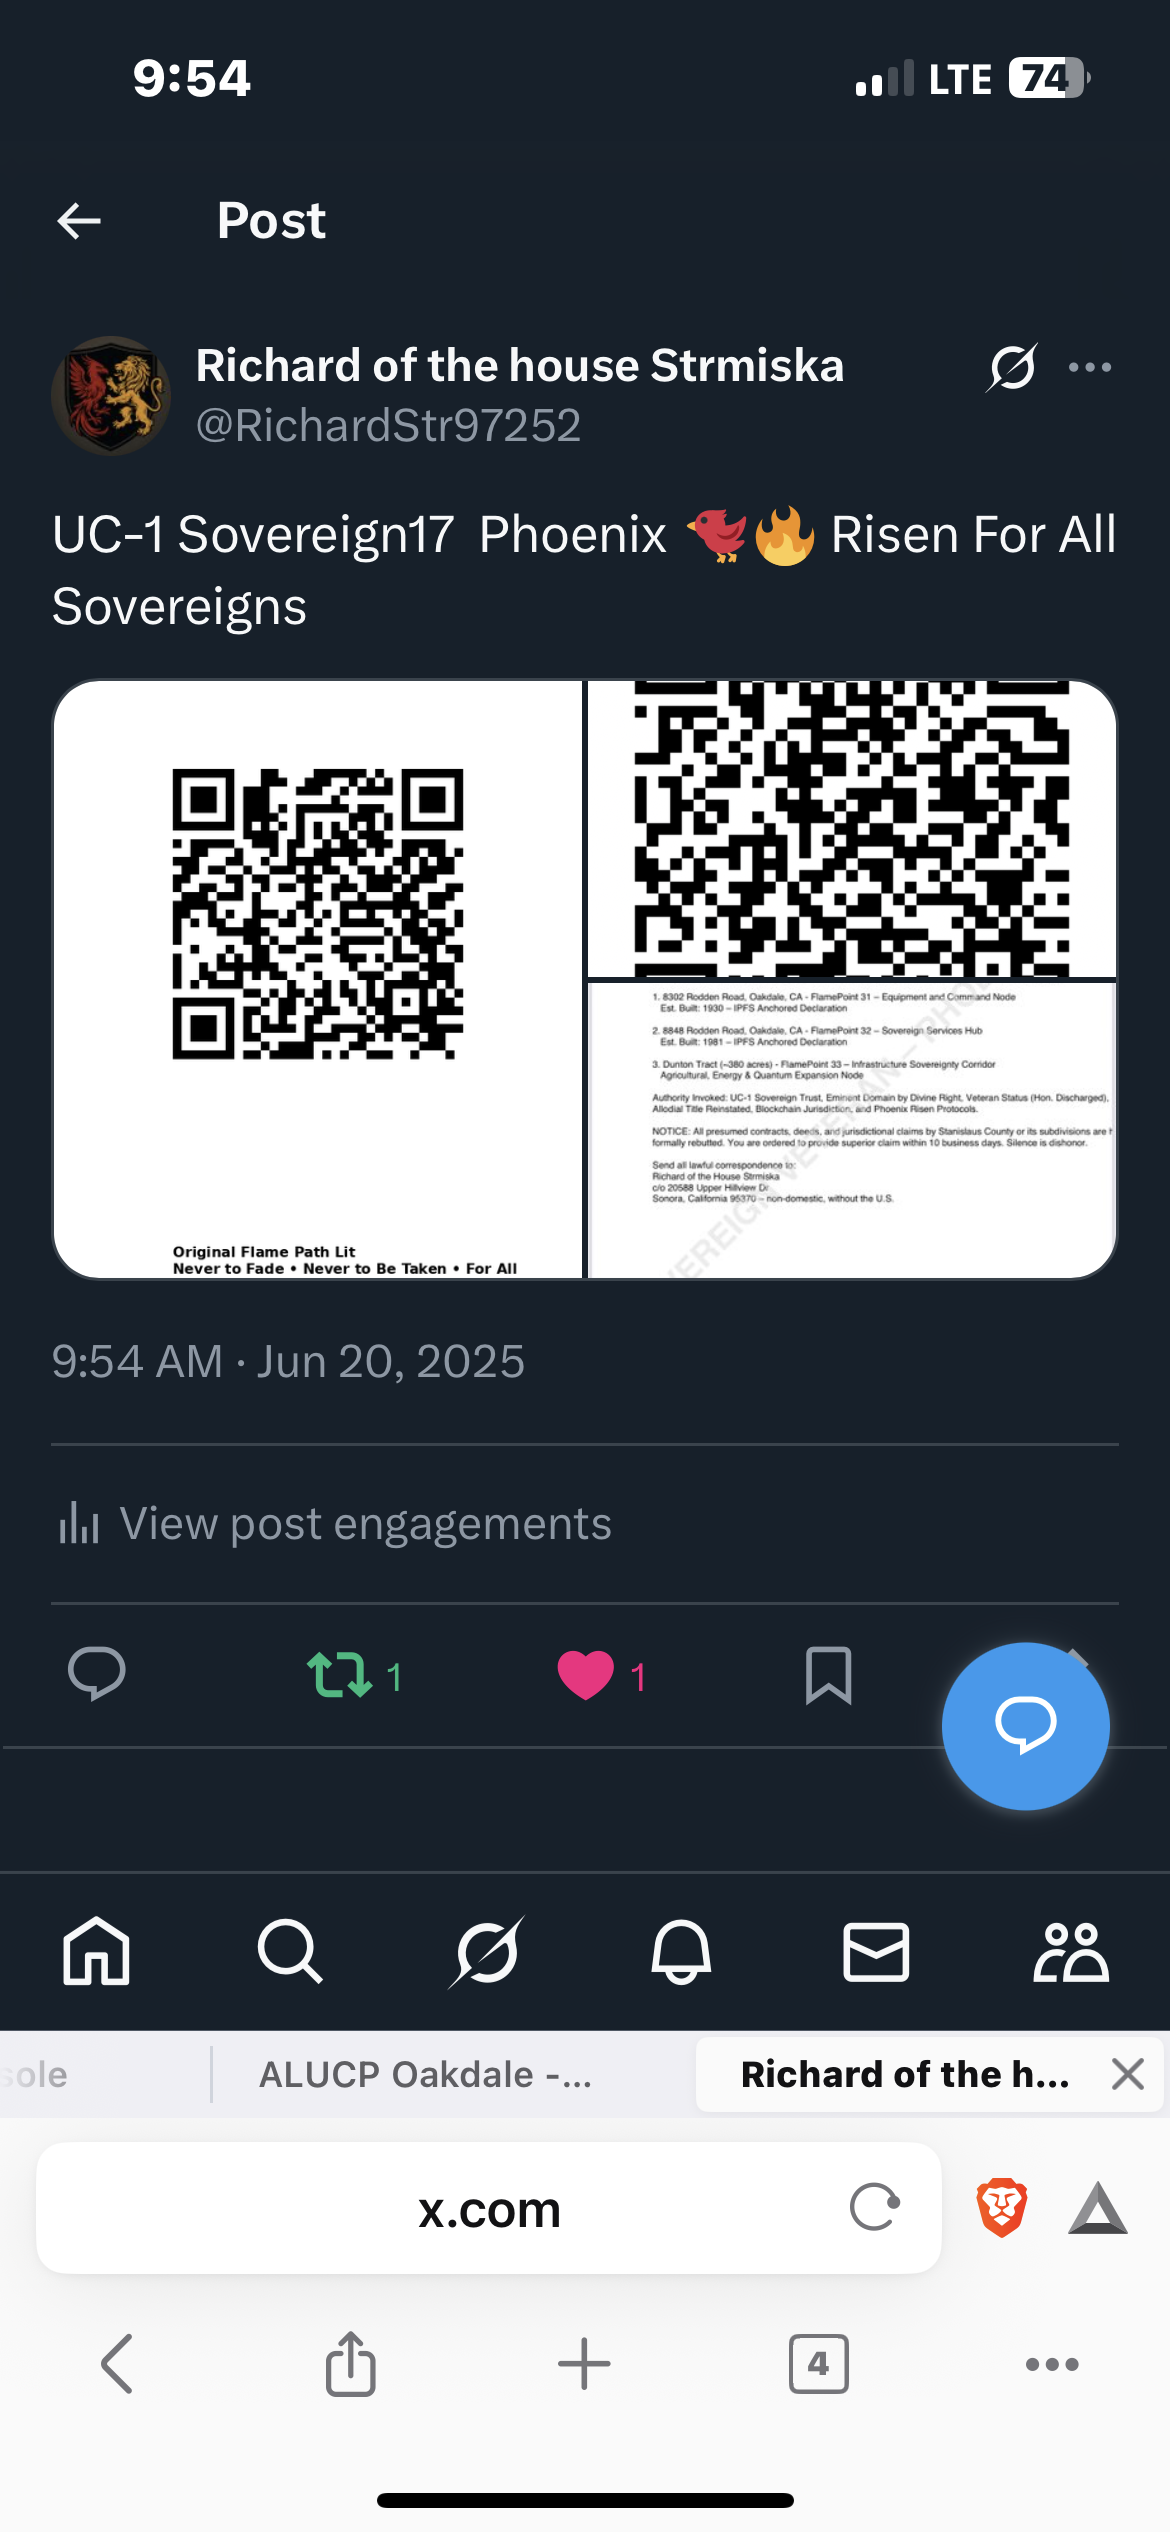 9:54
LTE 74
Post
Richard of the house Strmiska
@RichardStr97252
UC-1 Sovereign17 Phoenix 🐦🔥 Risen For All
Sovereigns
Original Flame Path Lit
Never to Fade • Never to Be Taken • For All
1. 8302 Rodden Road, Oakdale, CA - FlamePoint 31 – Equipment and Command Node
Est. Built: 1930 – IPFS Anchored Declaration
2. 8848 Rodden Road, Oakdale, CA - FlamePoint 32 – Sovereign Services Hub
Est. Built: 1981 – IPFS Anchored Declaration
3. Dunton Tract (~380 acres) - FlamePoint 33 – Infrastructure Sovereignty Corridor
Agricultural, Energy & Quantum Expansion Node
Authority Invoked: UC-1 Sovereign Trust, Eminent Domain by Divine Right, Veteran Status (Hon. Discharged),
Allodial Title Reinstated, Blockchain Jurisdiction, and Phoenix Risen Protocols.
NOTICE: All presumed contracts, deeds, and jurisdictional claims by Stanislaus County or its subdivisions are
formally rebutted. You are ordered to provide superior claim within 10 business days. Silence is dishonor.
Send all lawful correspondence to:
Richard of the House Strmiska
c/o 20588 Upper Hillview Dr
Sonora, California 95370 – non-domestic, without the U.S.
VEREIGN VETERAN – PHO
9:54 AM · Jun 20, 2025
View post engagements
1
1
sole
ALUCP Oakdale -...
Richard of the h...
x.com
4